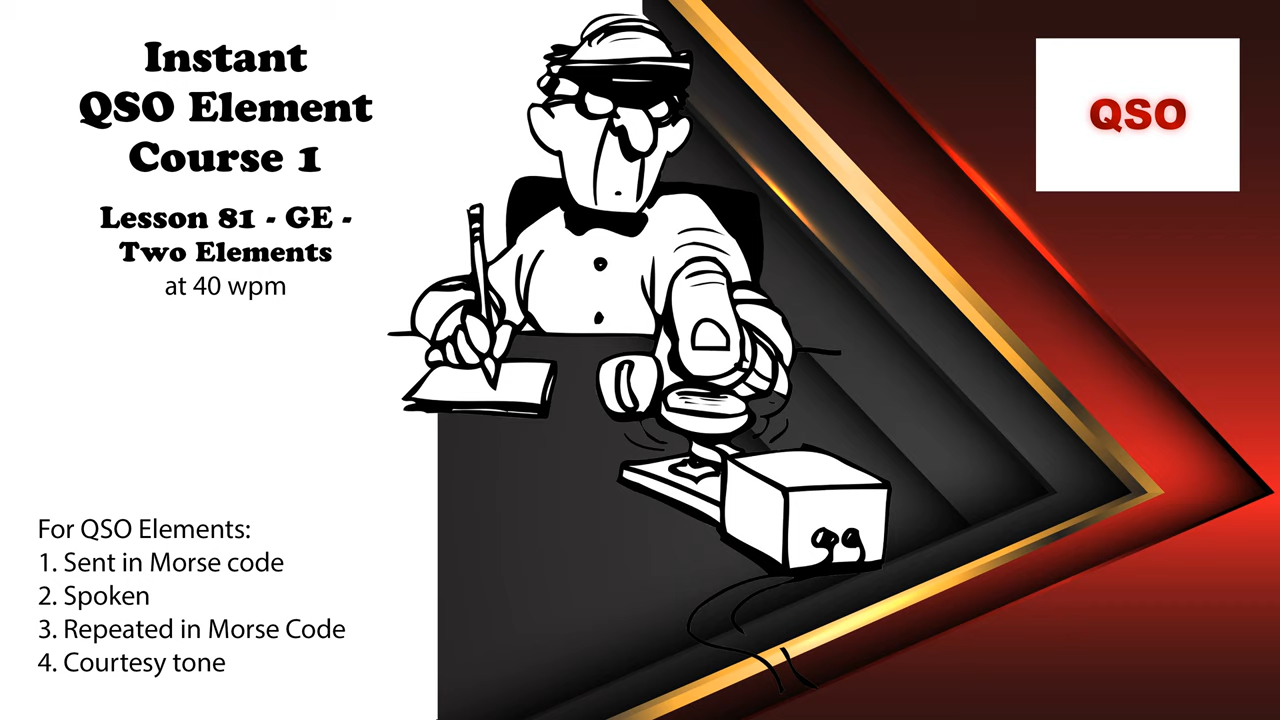 Instant
QSO Element
Course 1
Lesson 81 - GE -
Two Elements
at 40 wpm
QSO
For QSO Elements:
1. Sent in Morse code
2. Spoken
3. Repeated in Morse Code
4. Courtesy tone